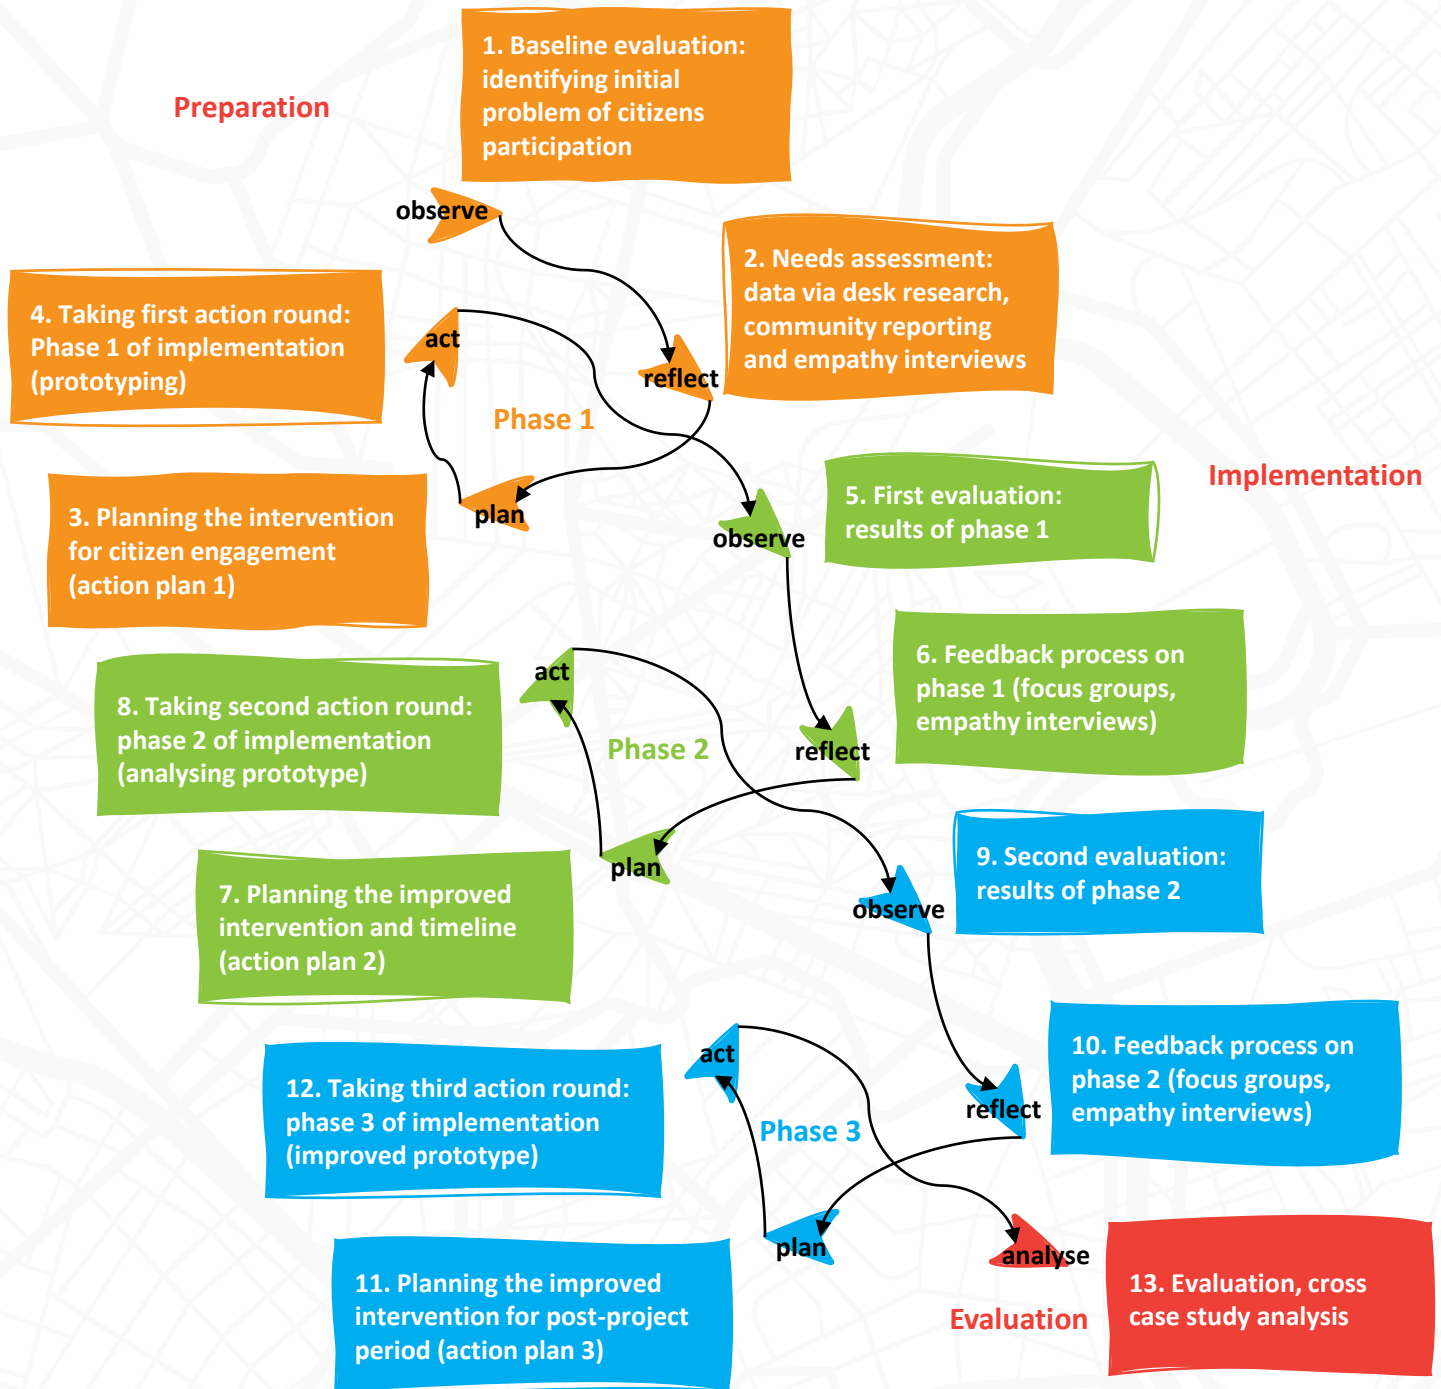 Preparation
1. Baseline evaluation:
identifying initial
problem of citizens
participation
observe
2. Needs assessment:
data via desk research,
community reporting
and empathy interviews
reflect
4. Taking first action round:
Phase 1 of implementation
(prototyping)
act
Phase 1
3. Planning the intervention
for citizen engagement
(action plan 1)
plan
Implementation
5. First evaluation:
results of phase 1
observe
6. Feedback process on
phase 1 (focus groups,
empathy interviews)
reflect
8. Taking second action round:
phase 2 of implementation
(analysing prototype)
act
Phase 2
7. Planning the improved
intervention and timeline
(action plan 2)
plan
9. Second evaluation:
results of phase 2
observe
10. Feedback process on
phase 2 (focus groups,
empathy interviews)
reflect
12. Taking third action round:
phase 3 of implementation
(improved prototype)
act
Phase 3
11. Planning the improved
intervention for post-project
period (action plan 3)
plan
analyse
Evaluation
13. Evaluation, cross
case study analysis